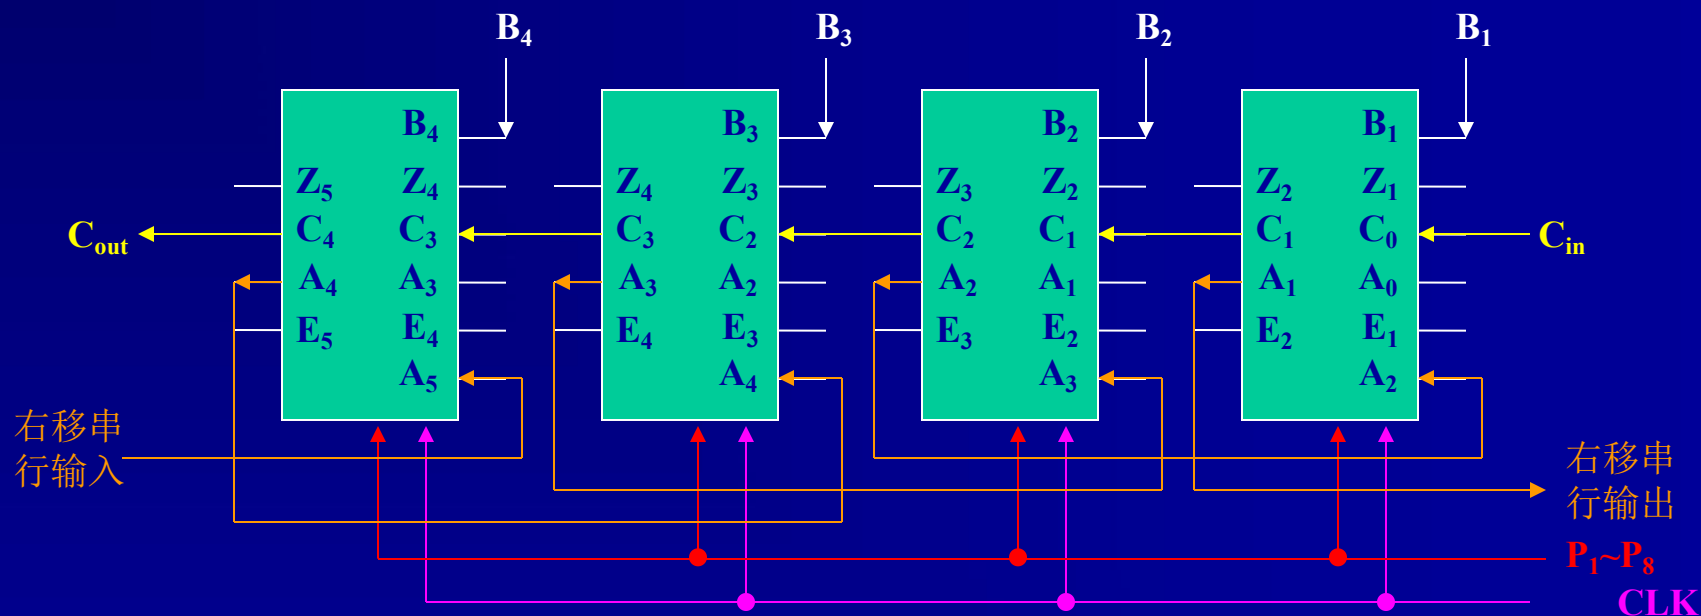 B₄ B₃ B₂ B₁
B₄ B₃ B₂ B₁
Z₅ Z₄ Z₄ Z₃ Z₃ Z₂ Z₂ Z₁
Cout C₄ C₃ C₃ C₂ C₂ C₁ C₁ C₀ Cin
A₄ A₃ A₃ A₂ A₂ A₁ A₁ A₀
E₅ E₄ E₄ E₃ E₃ E₂ E₂ E₁
A₅ A₄ A₃ A₂
右移串
行输入
右移串
行输出
P₁~P₈
CLK